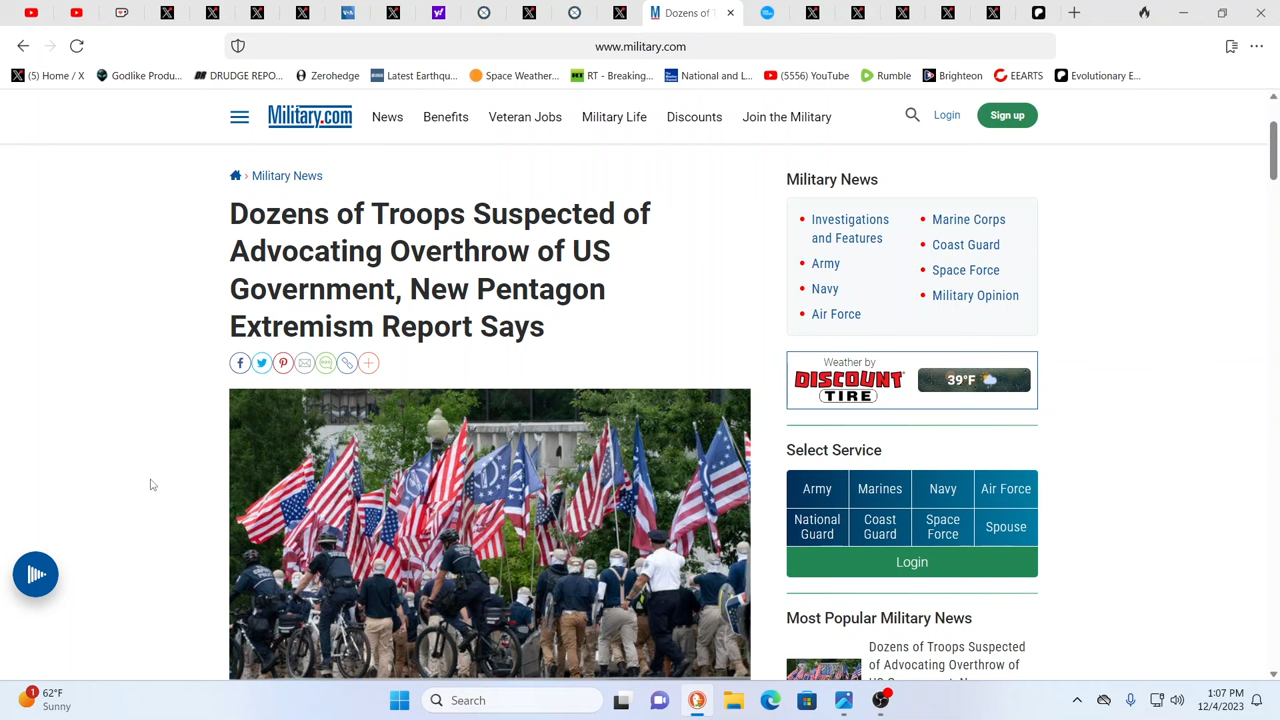 Dozens of T
www.military.com
(5) Home / X
Godlike Produ...
DRUDGE REPO...
Zerohedge
Latest Earthqu...
Space Weather...
RT - Breaking...
National and L...
(5556) YouTube
Rumble
Brighteon
EEARTS
Evolutionary E...
Military.com
News
Benefits
Veteran Jobs
Military Life
Discounts
Join the Military
Login
Sign up
Military News
Dozens of Troops Suspected of
Advocating Overthrow of US
Government, New Pentagon
Extremism Report Says
Military News
Investigations
and Features
Army
Navy
Air Force
Marine Corps
Coast Guard
Space Force
Military Opinion
Weather by
DISCOUNT
TIRE
39°F
Select Service
Army
Marines
Navy
Air Force
National
Guard
Coast
Guard
Space
Force
Spouse
Login
Most Popular Military News
Dozens of Troops Suspected
of Advocating Overthrow of
1
62°F
Sunny
Search
1:07 PM
12/4/2023